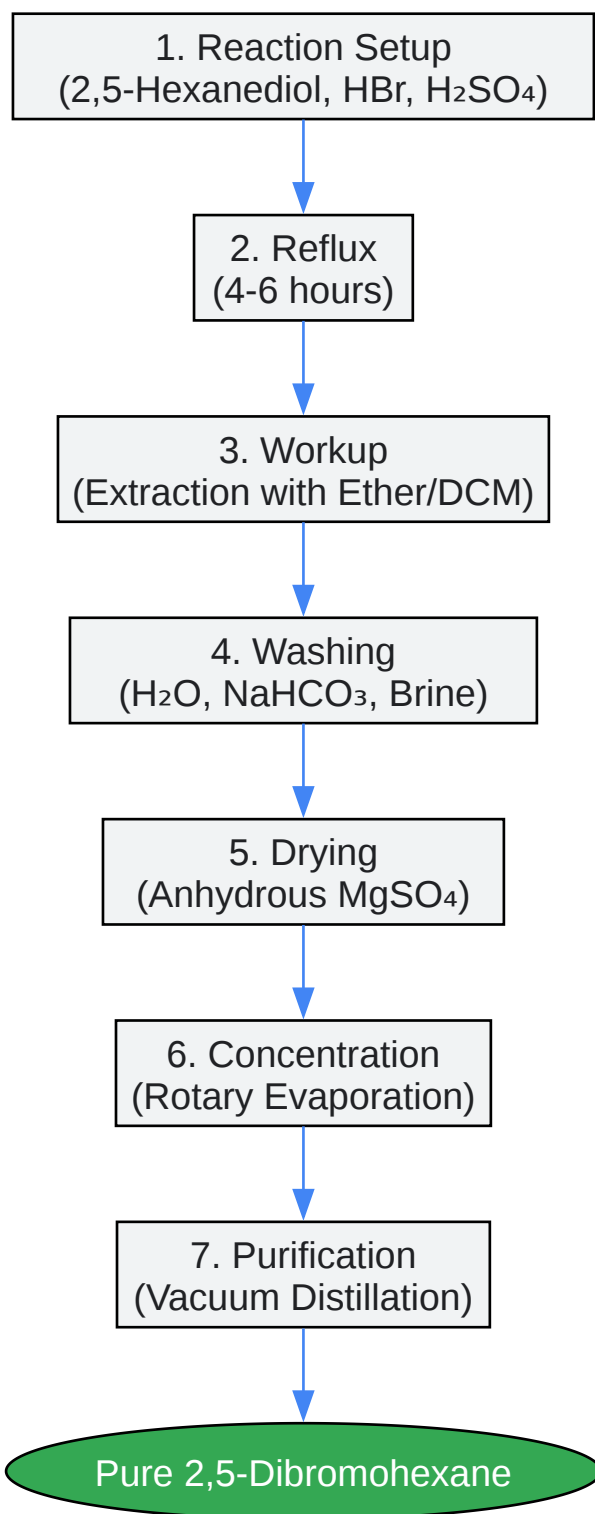 1. Reaction Setup
(2,5-Hexanediol, HBr, H₂SO₄)
2. Reflux
(4-6 hours)
3. Workup
(Extraction with Ether/DCM)
4. Washing
(H₂O, NaHCO₃, Brine)
5. Drying
(Anhydrous MgSO₄)
6. Concentration
(Rotary Evaporation)
7. Purification
(Vacuum Distillation)
Pure 2,5-Dibromohexane